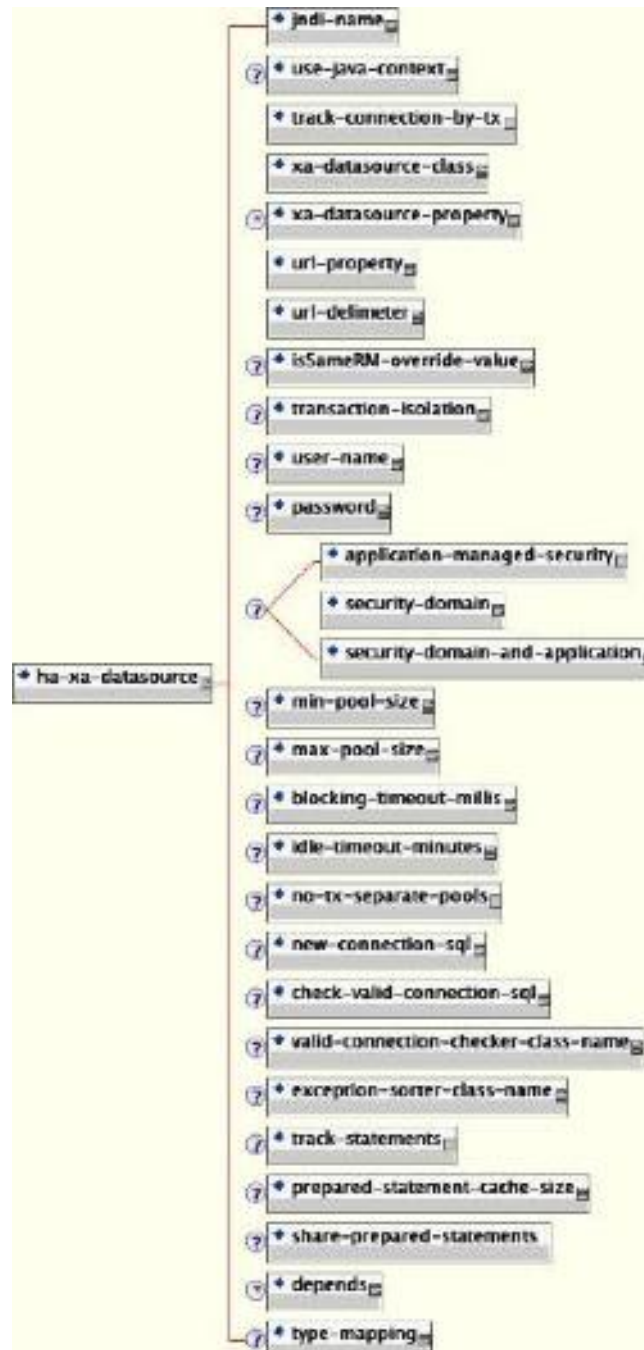 jndi-name
? use-java-context
track-connection-by-tx
xa-datasource-class
* xa-datasource-property
url-property
url-delimeter
? isSameRM-override-value
? transaction-isolation
? user-name
? password
application-managed-security
? security-domain
security-domain-and-application
ha-xa-datasource
? min-pool-size
? max-pool-size
? blocking-timeout-millis
? idle-timeout-minutes
? no-tx-separate-pools
? new-connection-sql
? check-valid-connection-sql
? valid-connection-checker-class-name
? exception-sorter-class-name
? track-statements
? prepared-statement-cache-size
? share-prepared-statements
* depends
? type-mapping